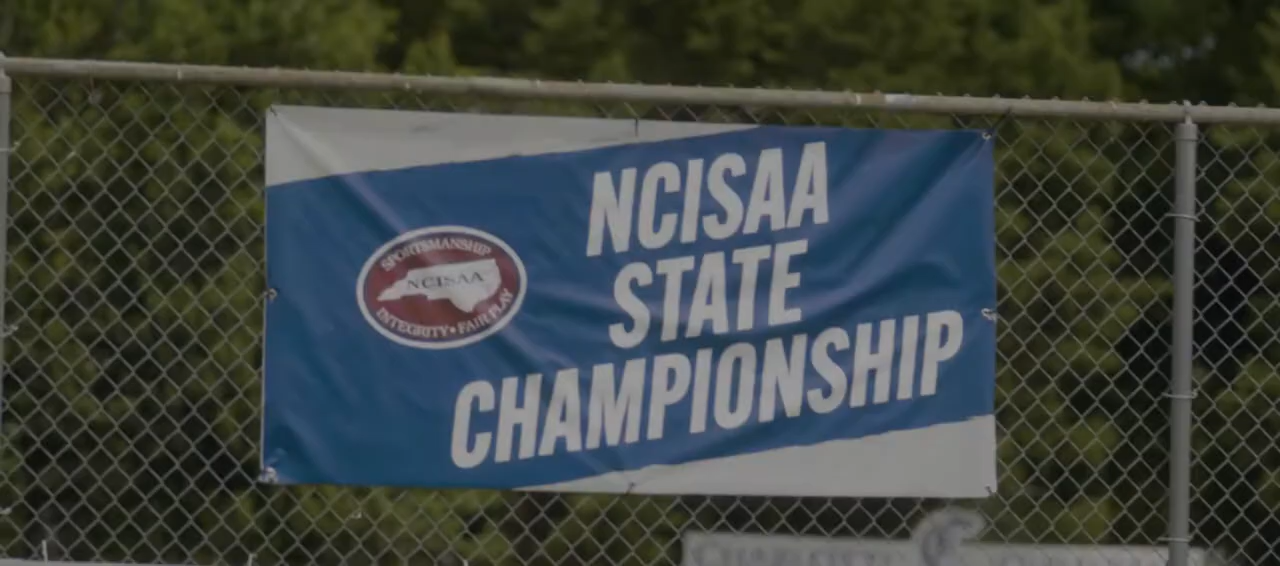 SPORTSMANSHIP
NCISAA
INTEGRITY • FAIR PLAY
NCISAA
STATE
CHAMPIONSHIP